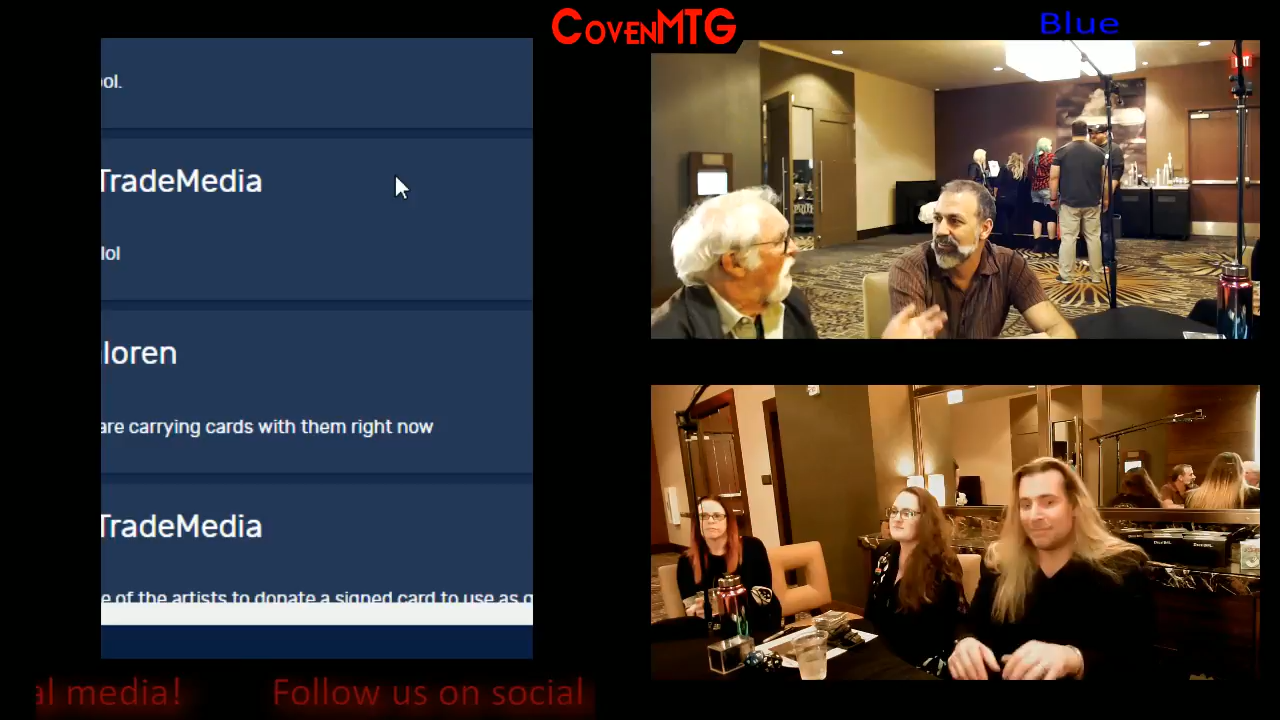 CovenMTG
Blue
ool.
TradeMedia
lol
loren
are carrying cards with them right now
TradeMedia
e of the artists to donate a signed card to use as
al media! Follow us on social